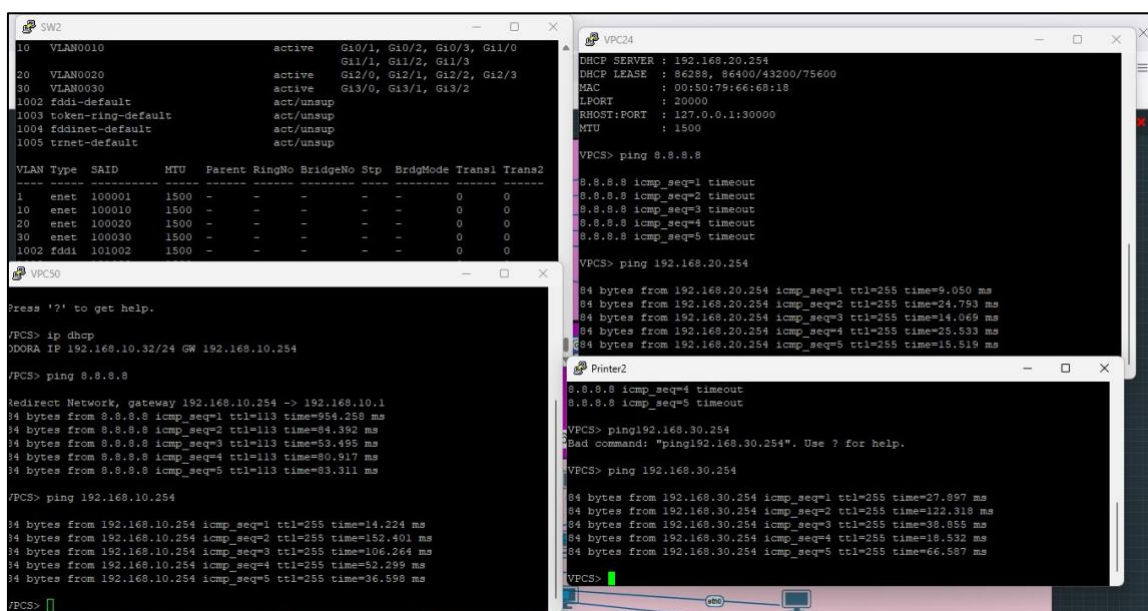 SW2
10 VLAN0010 active Gi0/1, Gi0/2, Gi0/3, Gi1/0
Gi1/1, Gi1/2, Gi1/3
20 VLAN0020 active Gi2/0, Gi2/1, Gi2/2, Gi2/3
30 VLAN0030 active Gi3/0, Gi3/1, Gi3/2
1002 fddi-default act/unsup
1003 token-ring-default act/unsup
1004 fddinet-default act/unsup
1005 trnet-default act/unsup
VLAN Type SAID MTU Parent RingNo BridgeNo Stp BrdgMode Trans1 Trans2
---- ----- ---------- ----- ------ ------ -------- ---- -------- ------ ------
1 enet 100001 1500 - - - - - 0 0
10 enet 100010 1500 - - - - - 0 0
20 enet 100020 1500 - - - - - 0 0
30 enet 100030 1500 - - - - - 0 0
1002 fddi 101002 1500 - - - - - 0 0
VPC24
DHCP SERVER : 192.168.20.254
DHCP LEASE : 86288, 86400/43200/75600
MAC : 00:50:79:66:68:18
LPORT : 20000
RHOST:PORT : 127.0.0.1:30000
MTU : 1500
VPCS> ping 8.8.8.8
8.8.8.8 icmp_seq=1 timeout
8.8.8.8 icmp_seq=2 timeout
8.8.8.8 icmp_seq=3 timeout
8.8.8.8 icmp_seq=4 timeout
8.8.8.8 icmp_seq=5 timeout
VPCS> ping 192.168.20.254
84 bytes from 192.168.20.254 icmp_seq=1 ttl=255 time=9.050 ms
84 bytes from 192.168.20.254 icmp_seq=2 ttl=255 time=24.793 ms
84 bytes from 192.168.20.254 icmp_seq=3 ttl=255 time=14.069 ms
84 bytes from 192.168.20.254 icmp_seq=4 ttl=255 time=25.533 ms
84 bytes from 192.168.20.254 icmp_seq=5 ttl=255 time=15.519 ms
VPC50
Press '?' to get help.
VPCS> ip dhcp
DDORA IP 192.168.10.32/24 GW 192.168.10.254
VPCS> ping 8.8.8.8
Redirect Network, gateway 192.168.10.254 -> 192.168.10.1
84 bytes from 8.8.8.8 icmp_seq=1 ttl=113 time=954.258 ms
84 bytes from 8.8.8.8 icmp_seq=2 ttl=113 time=84.392 ms
84 bytes from 8.8.8.8 icmp_seq=3 ttl=113 time=53.495 ms
84 bytes from 8.8.8.8 icmp_seq=4 ttl=113 time=80.917 ms
84 bytes from 8.8.8.8 icmp_seq=5 ttl=113 time=83.311 ms
VPCS> ping 192.168.10.254
84 bytes from 192.168.10.254 icmp_seq=1 ttl=255 time=14.224 ms
84 bytes from 192.168.10.254 icmp_seq=2 ttl=255 time=152.401 ms
84 bytes from 192.168.10.254 icmp_seq=3 ttl=255 time=106.264 ms
84 bytes from 192.168.10.254 icmp_seq=4 ttl=255 time=52.299 ms
84 bytes from 192.168.10.254 icmp_seq=5 ttl=255 time=36.598 ms
VPCS>
Printer2
8.8.8.8 icmp_seq=4 timeout
8.8.8.8 icmp_seq=5 timeout
VPCS> ping192.168.30.254
Bad command: "ping192.168.30.254". Use ? for help.
VPCS> ping 192.168.30.254
84 bytes from 192.168.30.254 icmp_seq=1 ttl=255 time=27.897 ms
84 bytes from 192.168.30.254 icmp_seq=2 ttl=255 time=122.318 ms
84 bytes from 192.168.30.254 icmp_seq=3 ttl=255 time=38.855 ms
84 bytes from 192.168.30.254 icmp_seq=4 ttl=255 time=18.532 ms
84 bytes from 192.168.30.254 icmp_seq=5 ttl=255 time=66.587 ms
VPCS>